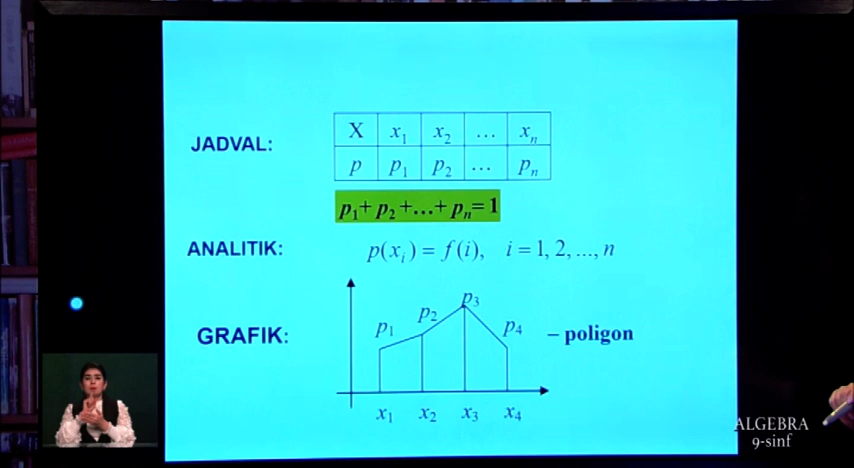 JADVAL:
X x₁ x₂ … xₙ
p p₁ p₂ … pₙ
p₁+ p₂ +...+ pₙ= 1
ANALITIK: p(xᵢ) = f(i), i = 1, 2, ..., n
GRAFIK: p₁ p₂ p₃ p₄ – poligon
x₁ x₂ x₃ x₄
ALGEBRA
9-sinf